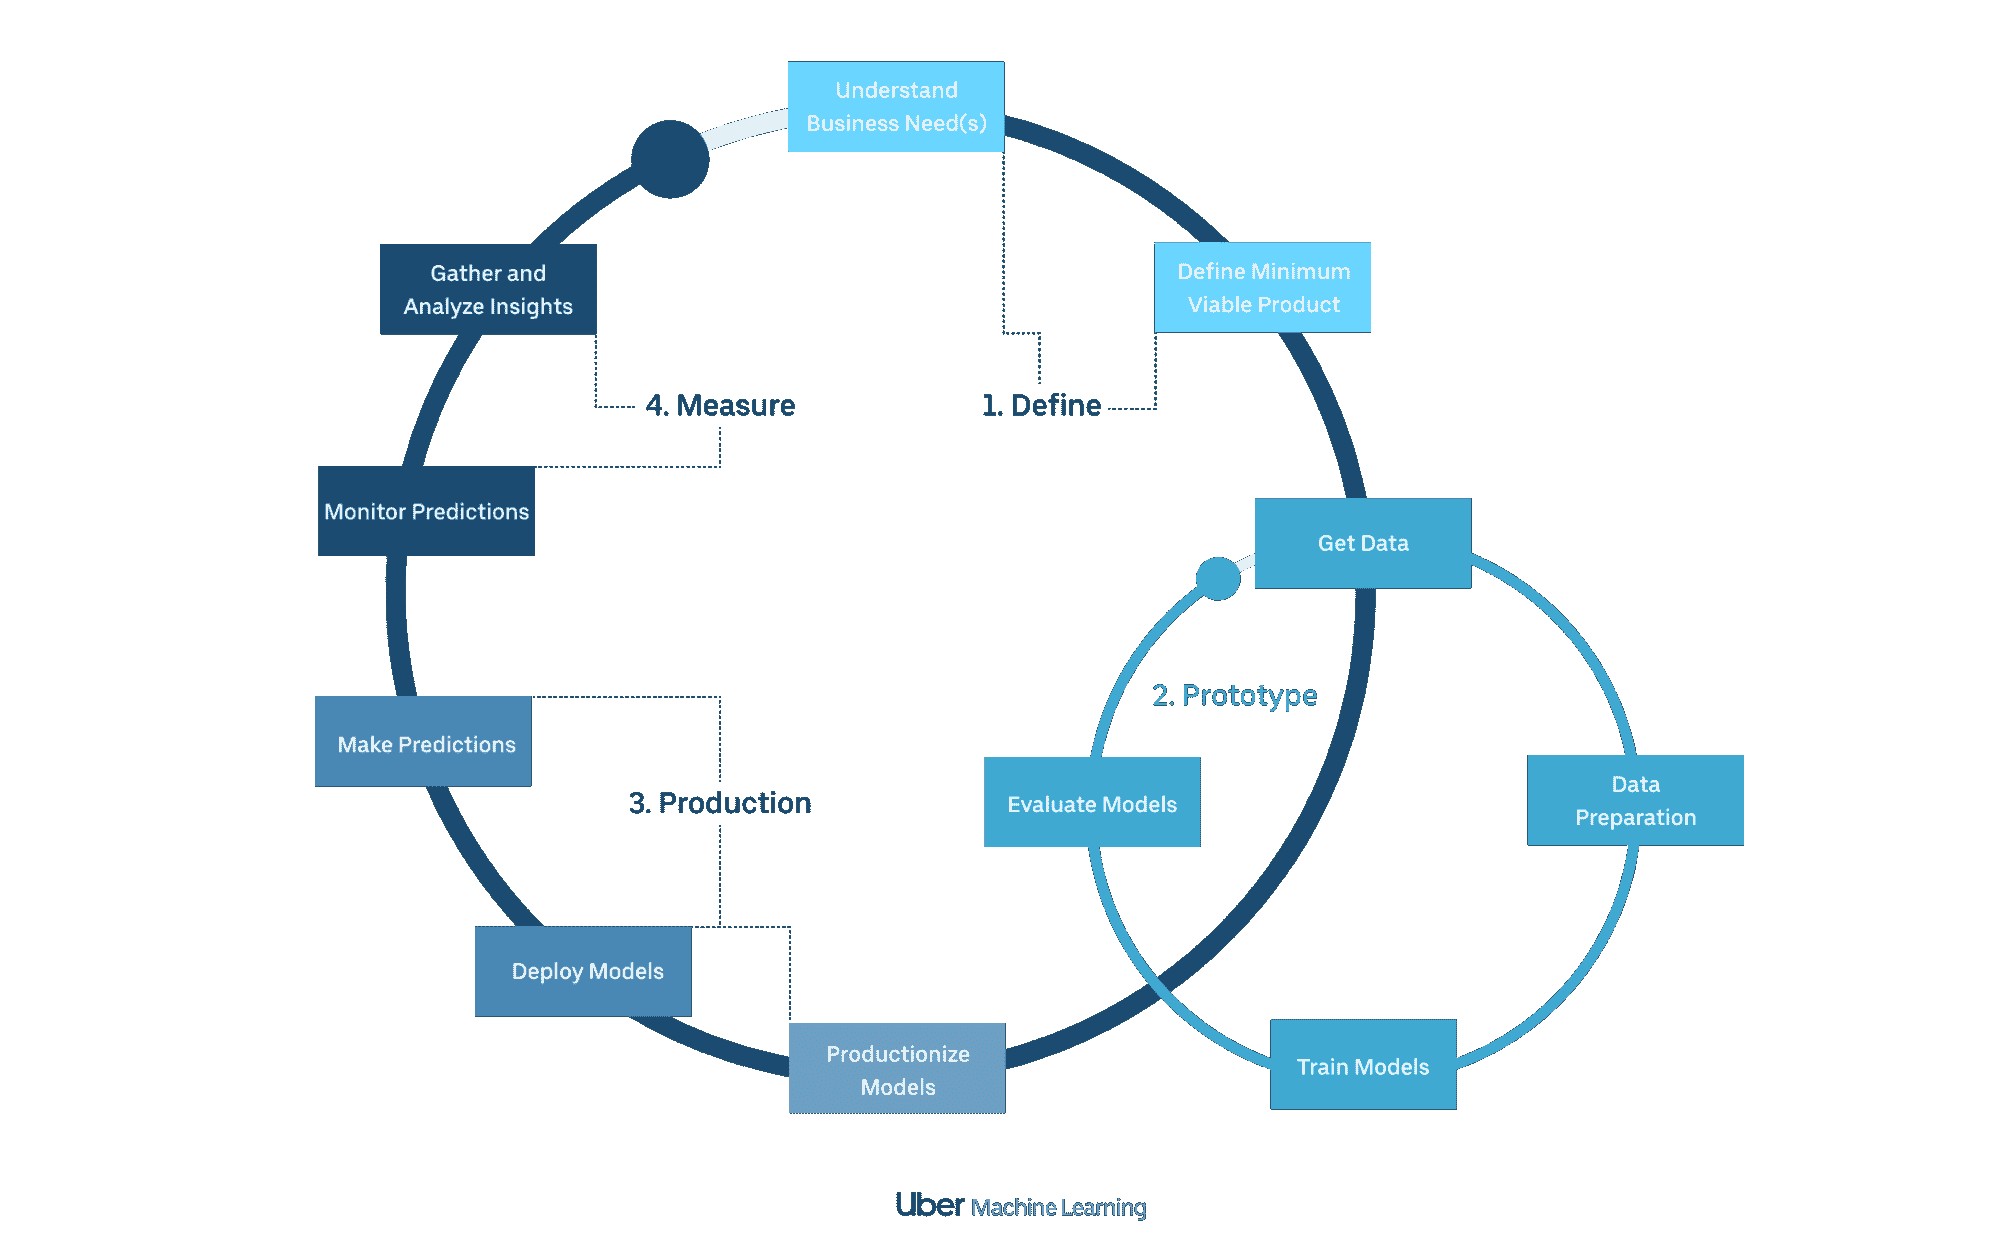 Understand
Business Need(s)
Define Minimum
Viable Product
1. Define
Get Data
Data
Preparation
Train Models
Evaluate Models
2. Prototype
Productionize
Models
Deploy Models
Make Predictions
3. Production
Monitor Predictions
Gather and
Analyze Insights
4. Measure
Uber Machine Learning